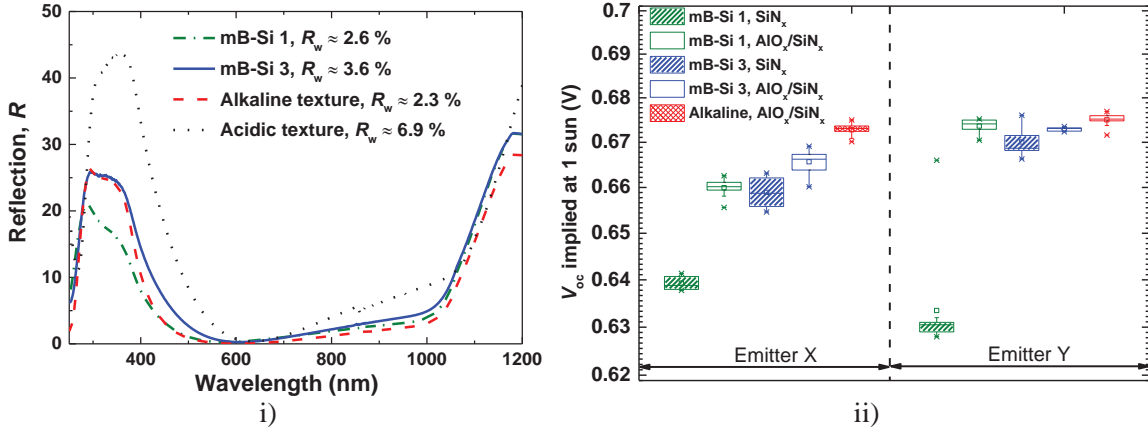 50
40
30
20
10
0
Reflection, R
mB-Si 1, Rw ≈ 2.6 %
mB-Si 3, Rw ≈ 3.6 %
Alkaline texture, Rw ≈ 2.3 %
Acidic texture, Rw ≈ 6.9 %
400 600 800 1000 1200
Wavelength (nm)
i)
0.7
0.69
0.68
0.67
0.66
0.65
0.64
0.63
0.62
Voc implied at 1 sun (V)
mB-Si 1, SiNx
mB-Si 1, AlOx/SiNx
mB-Si 3, SiNx
mB-Si 3, AlOx/SiNx
Alkaline, AlOx/SiNx
Emitter X Emitter Y
ii)